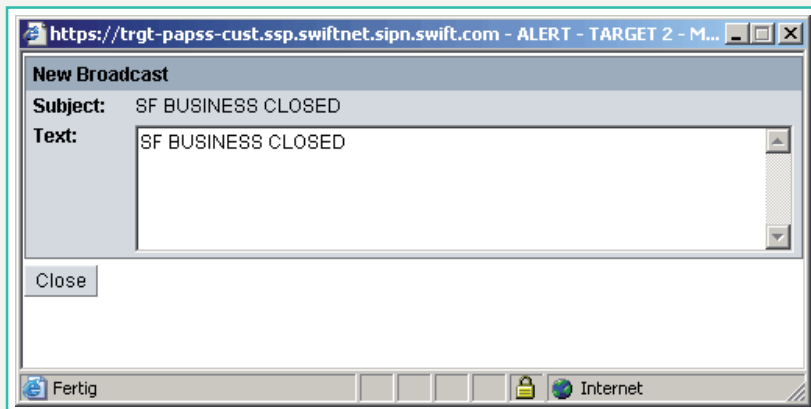 https://trgt-papss-cust.ssp.swiftnet.sipn.swift.com - ALERT - TARGET 2 - M...
New Broadcast
Subject: SF BUSINESS CLOSED
Text: SF BUSINESS CLOSED
Close
Fertig Internet